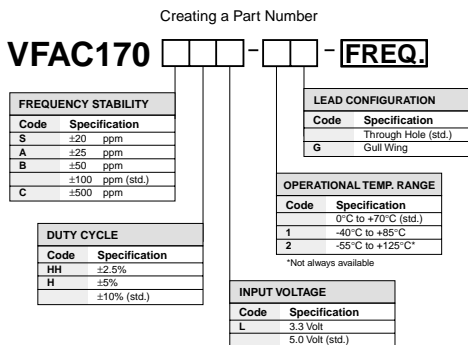 Creating a Part Number
VFAC170 - - FREQ.
FREQUENCY STABILITY
Code Specification
S ±20 ppm
A ±25 ppm
B ±50 ppm
±100 ppm (std.)
C ±500 ppm
DUTY CYCLE
Code Specification
HH ±2.5%
H ±5%
±10% (std.)
LEAD CONFIGURATION
Code Specification
Through Hole (std.)
G Gull Wing
OPERATIONAL TEMP. RANGE
Code Specification
0°C to +70°C (std.)
1 -40°C to +85°C
2 -55°C to +125°C*
*Not always available
INPUT VOLTAGE
Code Specification
L 3.3 Volt
5.0 Volt (std.)